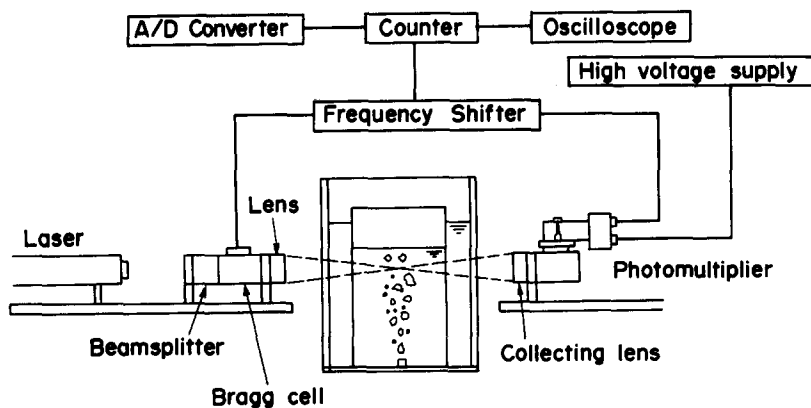 A/D Converter
Counter
Oscilloscope
High voltage supply
Frequency Shifter
Lens
Laser
Photomultiplier
Beamsplitter
Collecting lens
Bragg cell